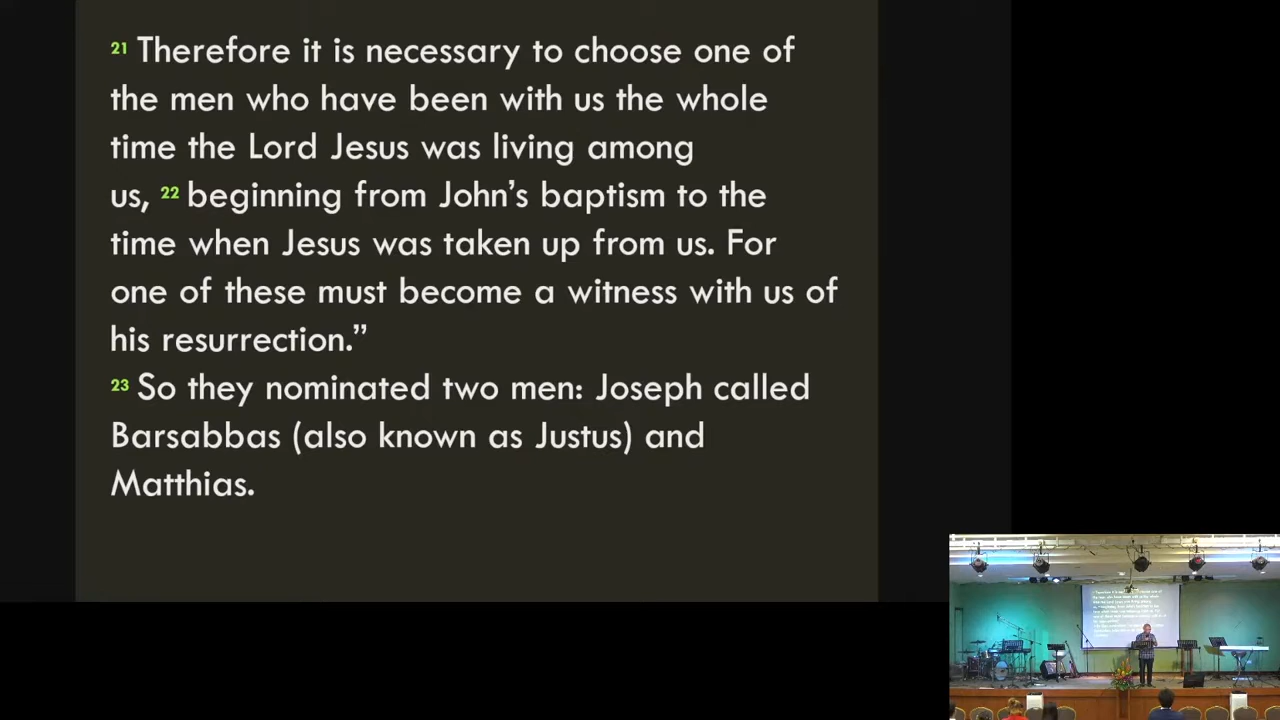 21 Therefore it is necessary to choose one of
the men who have been with us the whole
time the Lord Jesus was living among
us, 22 beginning from John’s baptism to the
time when Jesus was taken up from us. For
one of these must become a witness with us of
his resurrection.”
23 So they nominated two men: Joseph called
Barsabbas (also known as Justus) and
Matthias.